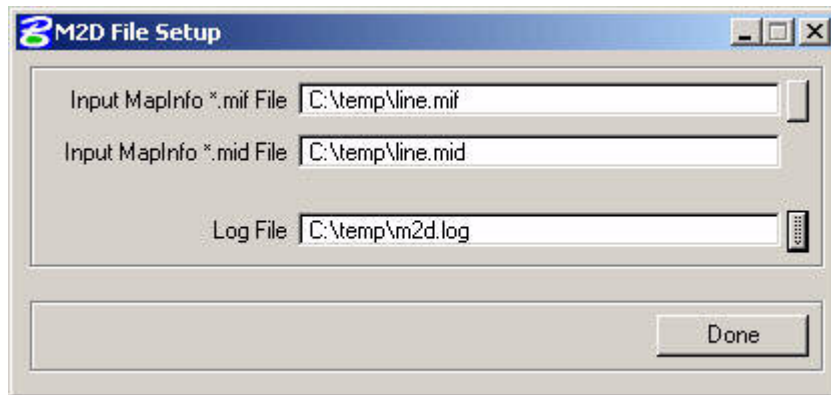 M2D File Setup
Input MapInfo *.mif File C:\temp\line.mif
Input MapInfo *.mid File C:\temp\line.mid
Log File C:\temp\m2d.log
Done